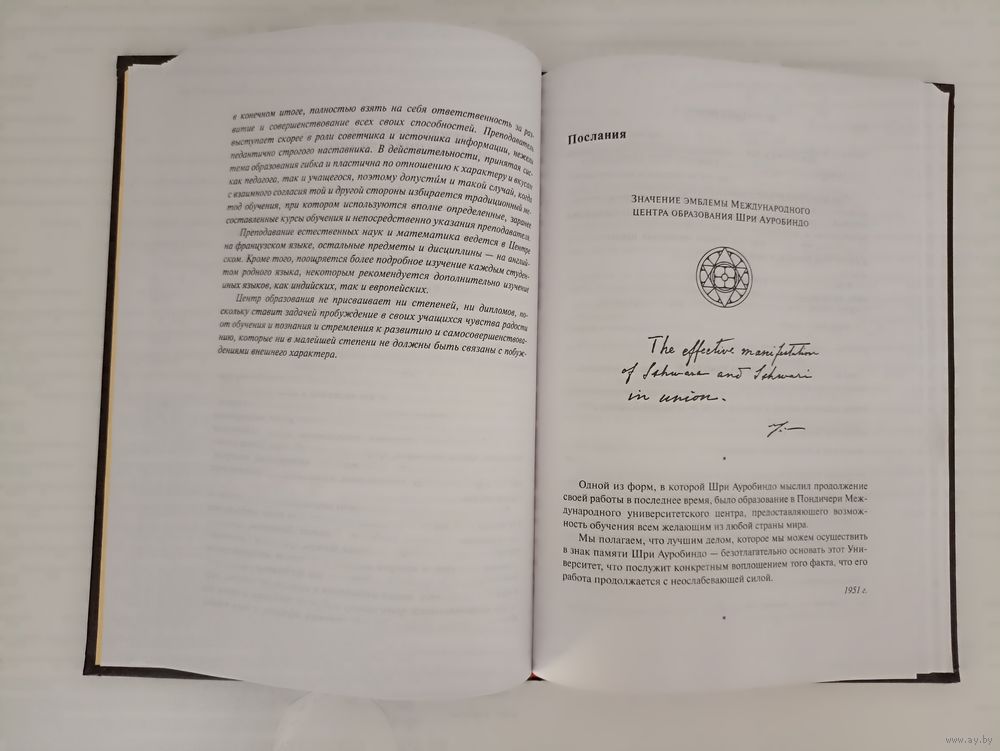 в конечном итоге, полностью взять на себя ответственность за раз-
витие и совершенствование всех своих способностей. Преподаватель
выступает скорее в роли советчика и источника информации, нежели
педантично строгого наставника. В действительности, принятая сис-
тема образования гибка и пластична по отношению к характеру и вкусам
как педагога, так и учащегося, поэтому допустим и такой случай, когда
с взаимного согласия той и другой стороны избирается традиционный ме-
тод обучения, при котором используются вполне определенные, заранее
составленные курсы обучения и непосредственно указания преподавателя.
Преподавание естественных наук и математика ведется в Центре
на французском языке, остальные предметы и дисциплины — на англий-
ском. Кроме того, поощряется более подробное изучение каждым студен-
том родного языка, некоторым рекомендуется дополнительно изучение
иных языков, как индийских, так и европейских.
Центр образования не присваивает ни степеней, ни дипломов, по-
скольку ставит задачей пробуждение в своих учащихся чувства радости
от обучения и познания и стремления к развитию и самосовершенствова-
нию, которые ни в малейшей степени не должны быть связаны с побуж-
дениями внешнего характера.
Послания
Значение эмблемы Международного
центра образования Шри Ауробиндо
The effective manifestation
of Ishwara and Ishwari
in union.
Одной из форм, в которой Шри Ауробиндо мыслил продолжение
своей работы в последнее время, было образование в Пондичери Меж-
дународного университетского центра, предоставляющего возмож-
ность обучения всем желающим из любой страны мира.
Мы полагаем, что лучшим делом, которое мы можем осуществить
в знак памяти Шри Ауробиндо — безотлагательно основать этот Уни-
верситет, что послужит конкретным воплощением того факта, что его
работа продолжается с неослабевающей силой.
1951 г.
www.ay.by